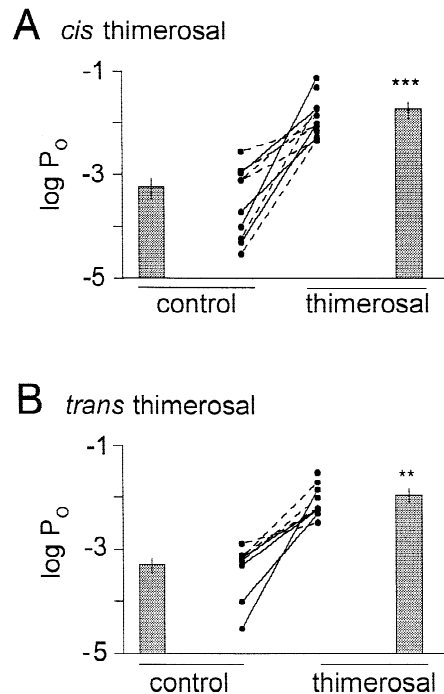 A cis thimerosal
-1
***
log Po
-3
-5
control thimerosal
B trans thimerosal
-1
**
log Po
-3
-5
control thimerosal